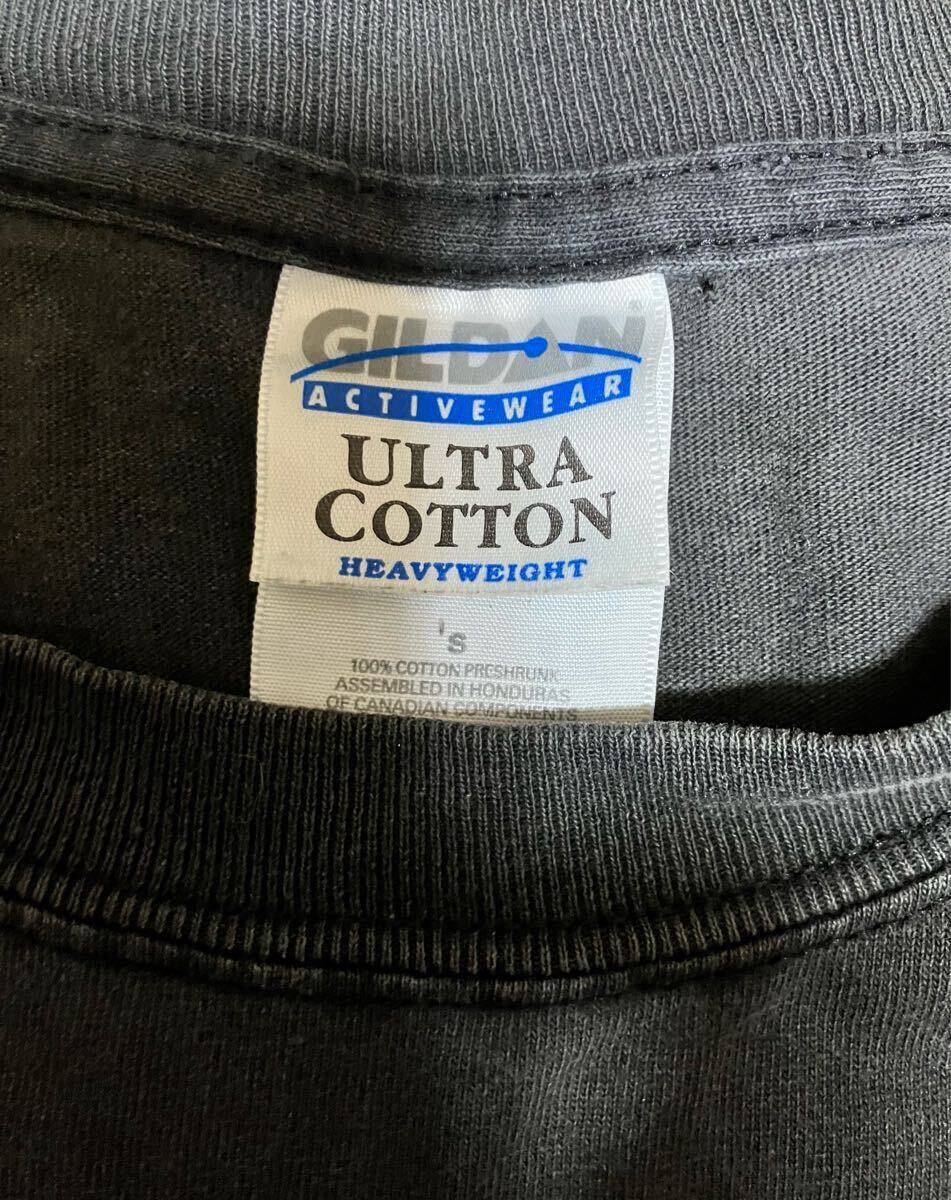 GILDAN®
ACTIVEWEAR
ULTRA
COTTON
HEAVYWEIGHT
'S
100% COTTON PRESHRUNK
ASSEMBLED IN HONDURAS
OF CANADIAN COMPONENTS